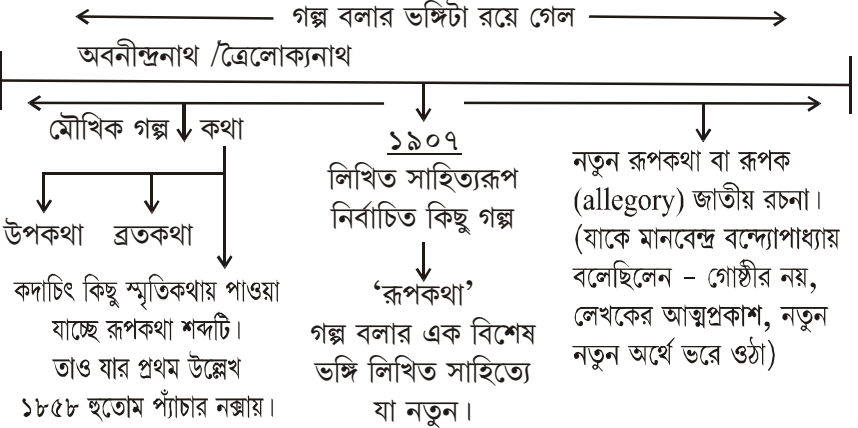 গল্প বলার ভঙ্গিটা রয়ে গেল
অবনীন্দ্রনাথ /ত্রৈলোক্যনাথ
মৌখিক গল্প কথা
উপকথা ব্রতকথা
কদাচিৎ কিছু স্মৃতিকথায় পাওয়া
যাচ্ছে রূপকথা শব্দটি।
তাও যার প্রথম উল্লেখ
১৮৫৮ হুতোম প্যাঁচার নক্সায়।
১৯০৭
লিখিত সাহিত্যরূপ
নির্বাচিত কিছু গল্প
‘রূপকথা’
গল্প বলার এক বিশেষ
ভঙ্গি লিখিত সাহিত্যে
যা নতুন।
নতুন রূপকথা বা রূপক
(allegory) জাতীয় রচনা।
(যাকে মানবেন্দ্র বন্দ্যোপাধ্যায়
বলেছিলেন – গোষ্ঠীর নয়,
লেখকের আত্মপ্রকাশ, নতুন
নতুন অর্থে ভরে ওঠা)